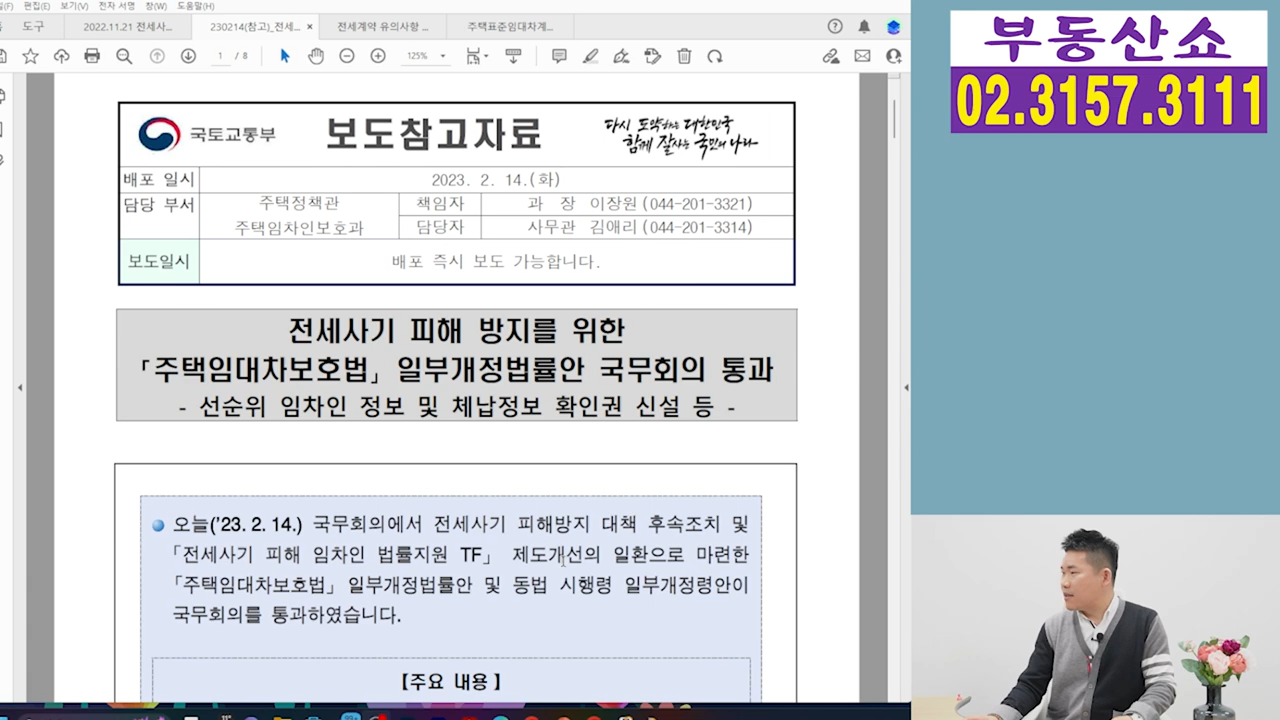 편집(E) 보기(V) 전자 서명 창(W) 도움말(H)
도구 2022.11.21 전세사... 230214(참고)_전세... × 전세계약 유의사항 ... 주택표준임대차계...
1 / 8 125%
부동산쇼
02.3157.3111
국토교통부 보도참고자료 다시 도약하는 대한민국
함께 잘사는 국민의 나라
배포 일시 2023. 2. 14.(화)
담당 부서 주택정책관 책임자 과 장 이장원 (044-201-3321)
주택임차인보호과 담당자 사무관 김애리 (044-201-3314)
보도일시 배포 즉시 보도 가능합니다.
전세사기 피해 방지를 위한
「주택임대차보호법」 일부개정법률안 국무회의 통과
- 선순위 임차인 정보 및 체납정보 확인권 신설 등 -
오늘('23. 2. 14.) 국무회의에서 전세사기 피해방지 대책 후속조치 및
「전세사기 피해 임차인 법률지원 TF」 제도개선의 일환으로 마련한
「주택임대차보호법」 일부개정법률안 및 동법 시행령 일부개정령안이
국무회의를 통과하였습니다.
[주요 내용]